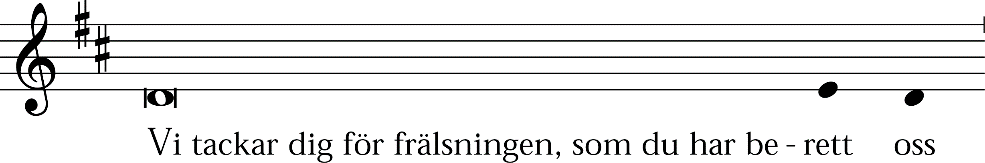 Vi tackar dig för frälsningen, som du har be - rett oss